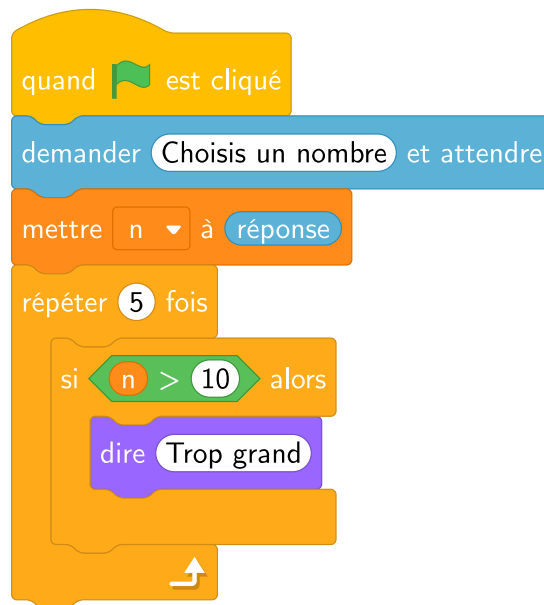 quand est cliqué
demander Choisis un nombre et attendre
mettre n à réponse
répéter 5 fois
si n > 10 alors
dire Trop grand